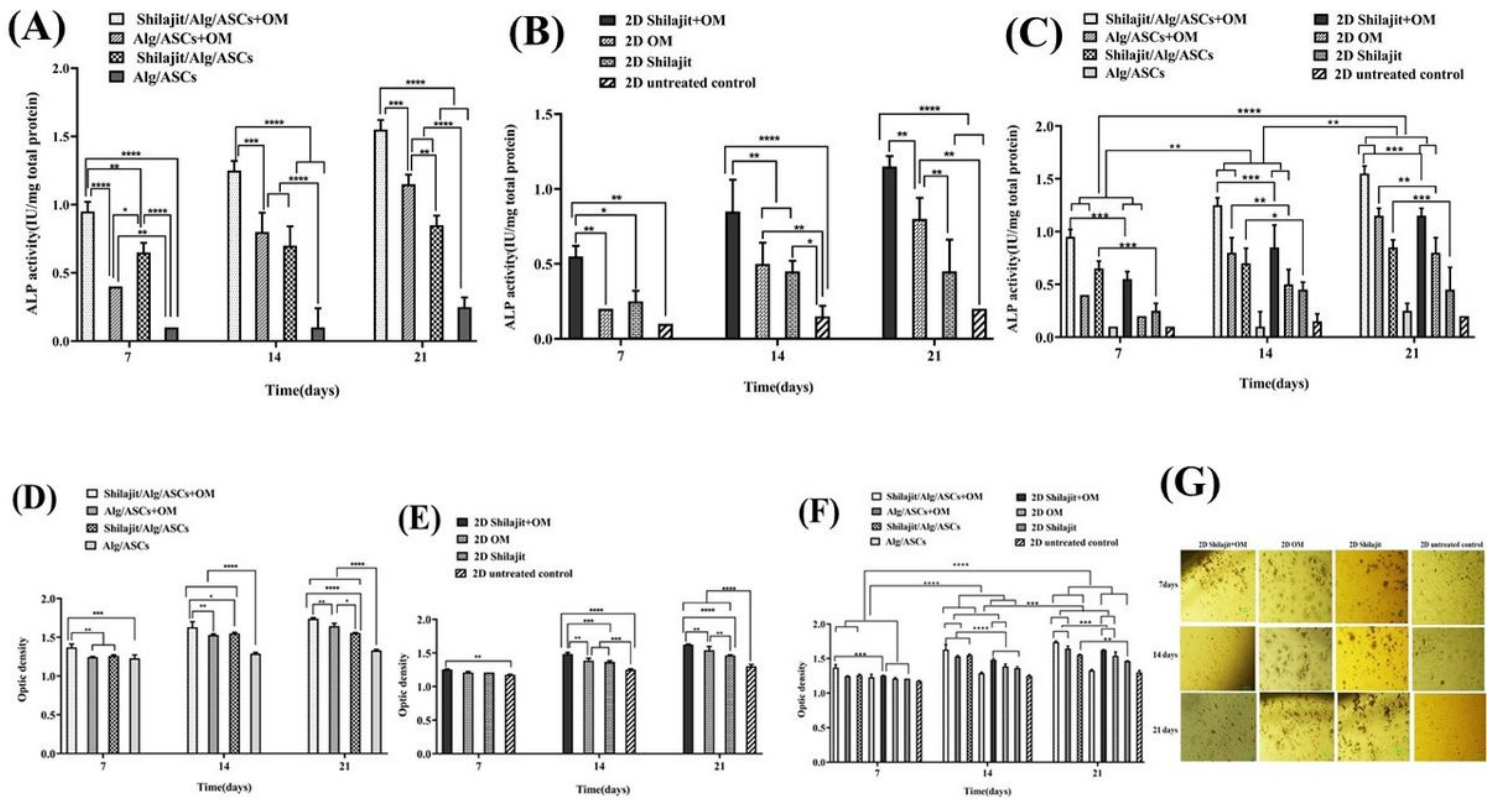 (A)
Shilajit/Alg/ASCs+OM
Alg/ASCs+OM
Shilajit/Alg/ASCs
Alg/ASCs
ALP activity(IU/mg total protein)
2.0
1.5
1.0
0.5
0.0
**** ** **** * **** **
*** **** ****
**** *** **** **
7 14 21
Time(days)
(B)
2D Shilajit+OM
2D OM
2D Shilajit
2D untreated control
ALP activity(IU/mg total protein)
1.5
1.0
0.5
0.0
** * **
**** ** ** *
**** ** ** **
7 14 21
Time(days)
(C)
Shilajit/Alg/ASCs+OM
Alg/ASCs+OM
Shilajit/Alg/ASCs
Alg/ASCs
2D Shilajit+OM
2D OM
2D Shilajit
2D untreated control
ALP activity(IU/mg total protein)
2.0
1.5
1.0
0.5
0.0
****
**
**
*** ***
*** ** *
*** ** ***
7 14 21
Time(days)
(D)
Shilajit/Alg/ASCs+OM
Alg/ASCs+OM
Shilajit/Alg/ASCs
Alg/ASCs
Optic density
2.0
1.5
1.0
0.5
0.0
*** **
**** * **
**** **** ** *
7 14 21
Time(days)
(E)
2D Shilajit+OM
2D OM
2D Shilajit
2D untreated control
Optic density
2.0
1.5
1.0
0.5
0.0
**
**** *** ** ***
**** **** ** **
7 14 21
Time(days)
(F)
Shilajit/Alg/ASCs+OM
Alg/ASCs+OM
Shilajit/Alg/ASCs
Alg/ASCs
2D Shilajit+OM
2D OM
2D Shilajit
2D untreated control
Optic density
2.0
1.5
1.0
0.5
0.0
****
****
***
***
****
*** **
7 14 21
Time(days)
(G)
2D Shilajit+OM 2D OM 2D Shilajit 2D untreated control
7days
14 days
21 days